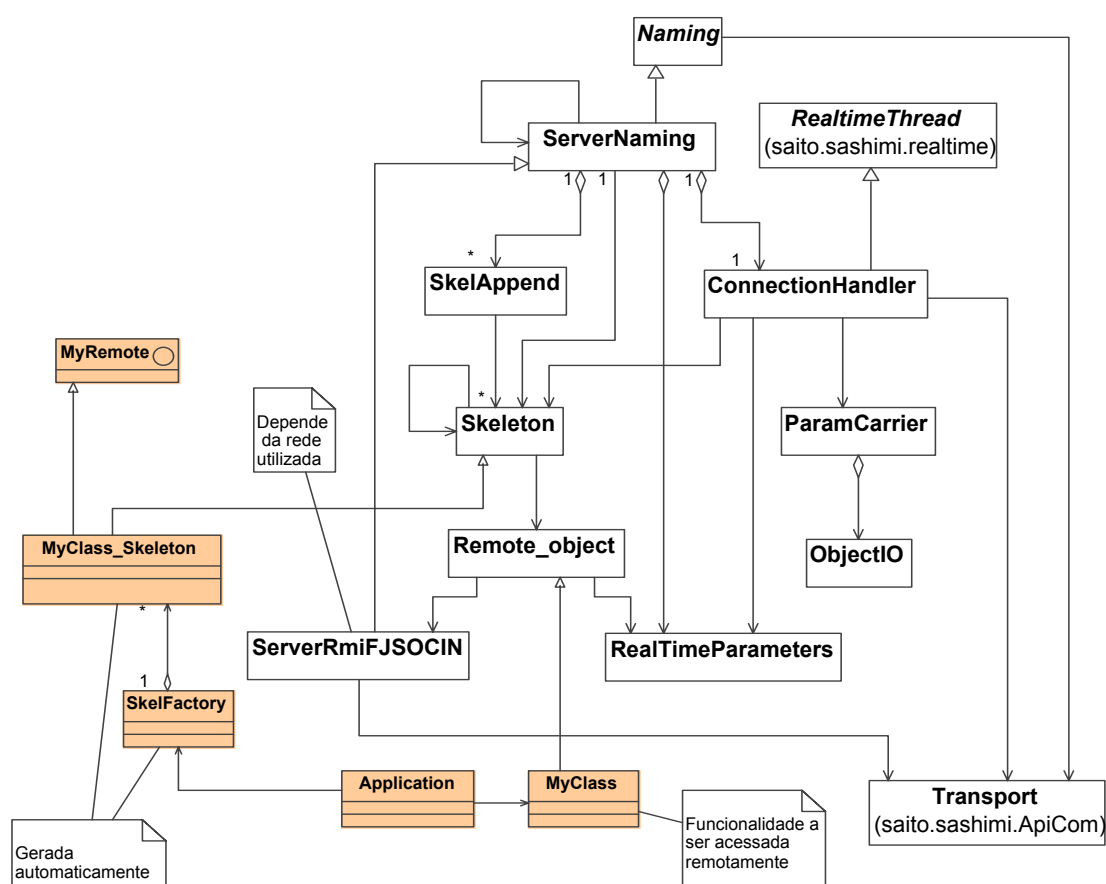 Naming
RealtimeThread
(saito.sashimi.realtime)
ServerNaming
1
1
1
*
1
SkelAppend
ConnectionHandler
MyRemote
*
Depende
da rede
utilizada
Skeleton
ParamCarrier
MyClass_Skeleton
Remote_object
ObjectIO
*
ServerRmiFJSOCIN
RealTimeParameters
1
SkelFactory
Application
MyClass
Transport
(saito.sashimi.ApiCom)
Funcionalidade a
ser acessada
remotamente
Gerada
automaticamente